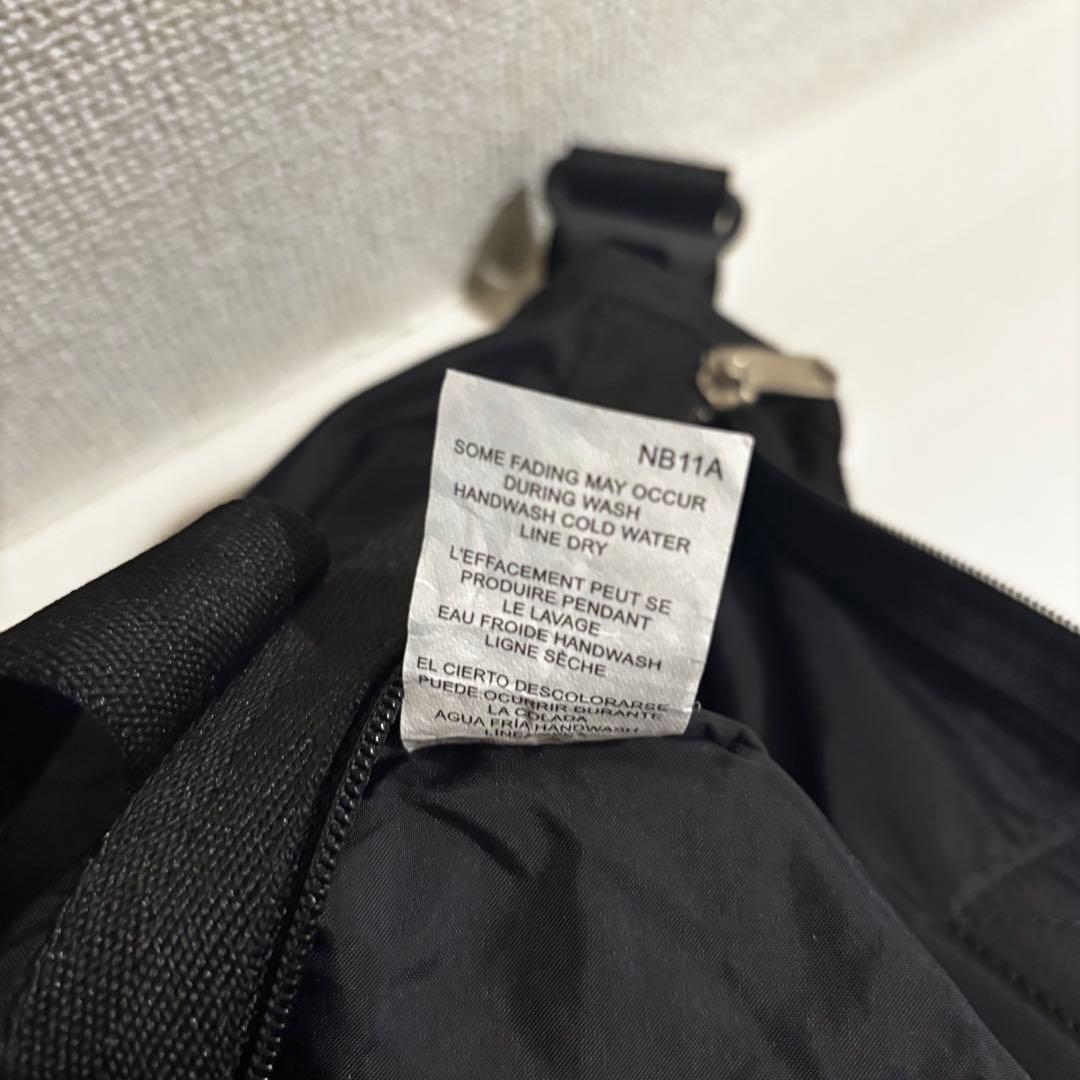 NB11A
SOME FADING MAY OCCUR
DURING WASH
HANDWASH COLD WATER
LINE DRY
L'EFFACEMENT PEUT SE
PRODUIRE PENDANT
LE LAVAGE
EAU FROIDE HANDWASH
LIGNE SÈCHE
EL CIERTO DESCOLORARSE
PUEDE OCURRIR DURANTE
LA COLADA
AGUA FRÍA HANDWASH